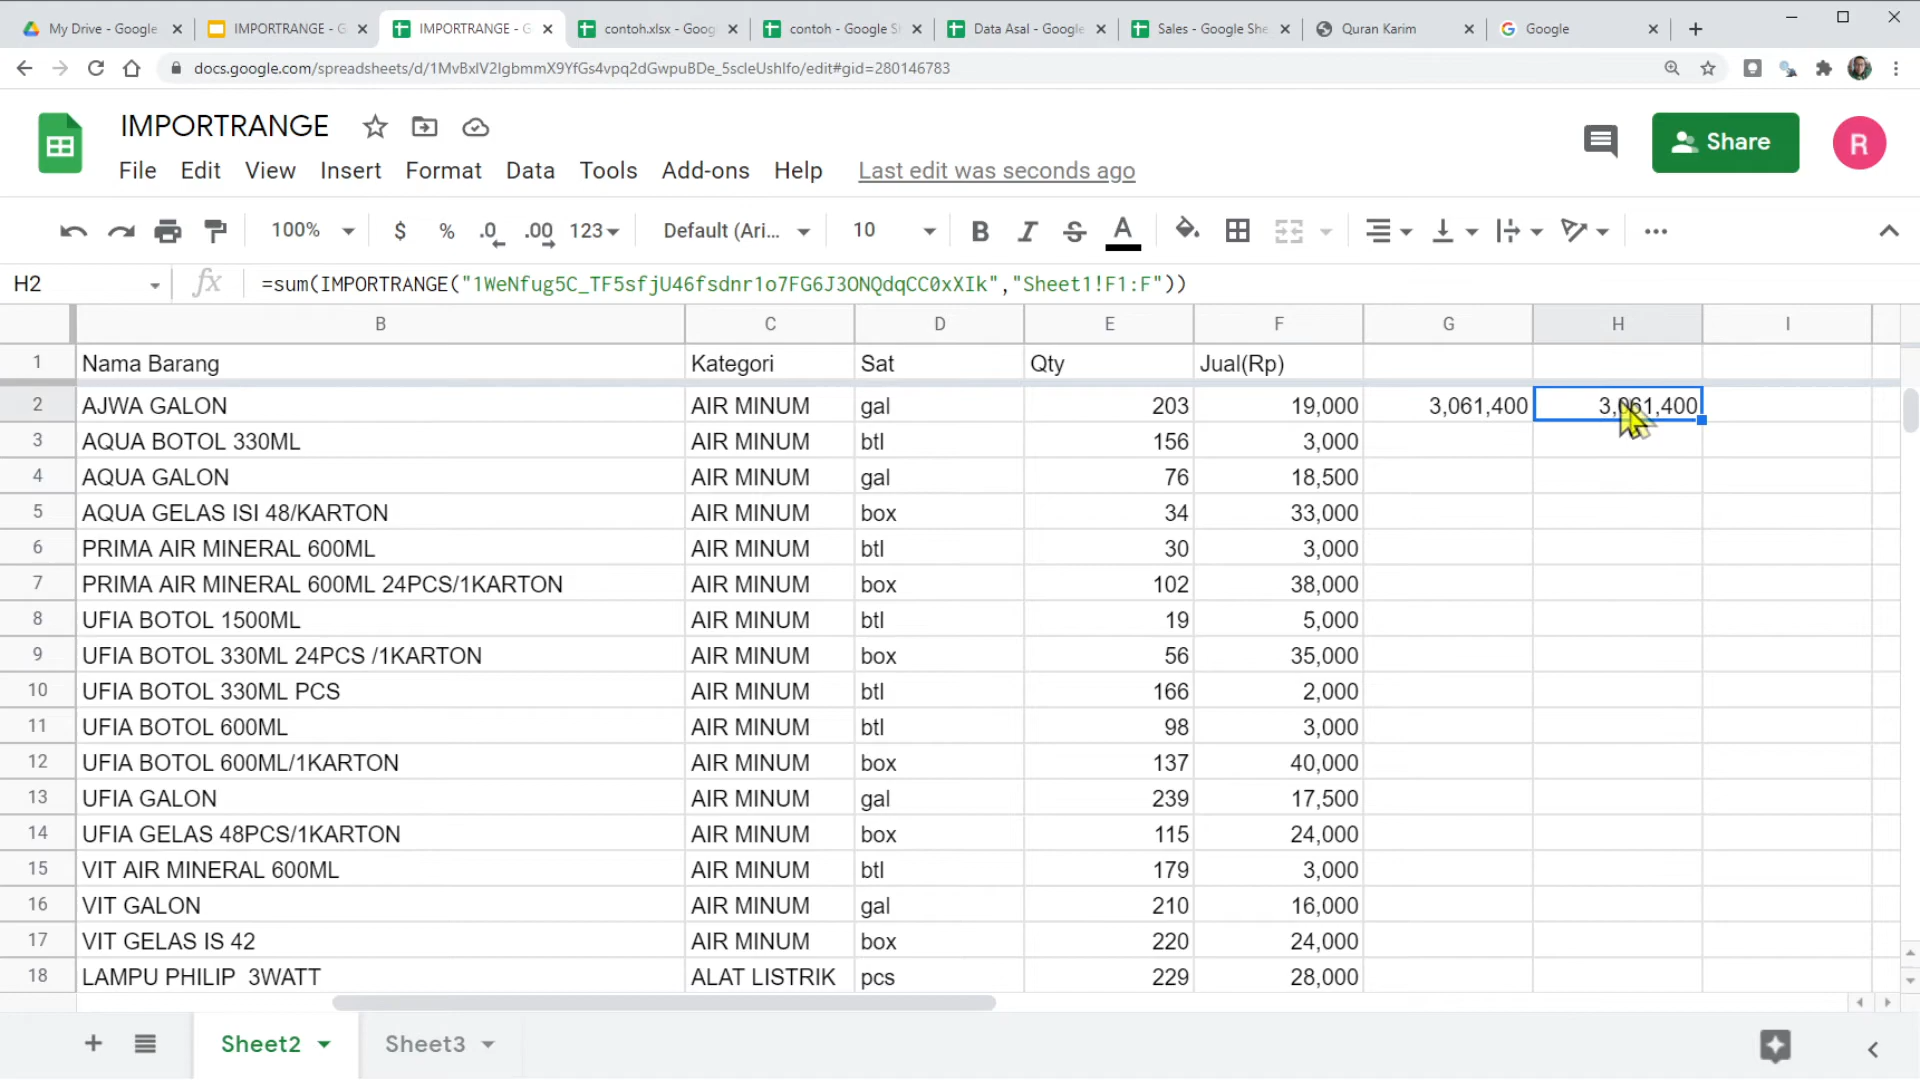 My Drive - Google
IMPORTRANGE - G
IMPORTRANGE - G
contoh.xlsx - Goog
contoh - Google S
Data Asal - Google
Sales - Google She
Quran Karim
Google
docs.google.com/spreadsheets/d/1MvBxlV2IgbmmX9YfGs4vpq2dGwpuBDe_5scleUshIfo/edit#gid=280146783
IMPORTRANGE
Share
R
File Edit View Insert Format Data Tools Add-ons Help Last edit was seconds ago
100% $ % .0 .00 123 Default (Ari... 10 B I S A
H2 fx =sum(IMPORTRANGE("1WeNfug5C_TF5sfjU46fsdnr1o7FG6J3ONQdqCC0xXIk","Sheet1!F1:F"))
B C D E F G H I
1 Nama Barang Kategori Sat Qty Jual(Rp)
2 AJWA GALON AIR MINUM gal 203 19,000 3,061,400 3,061,400
3 AQUA BOTOL 330ML AIR MINUM btl 156 3,000
4 AQUA GALON AIR MINUM gal 76 18,500
5 AQUA GELAS ISI 48/KARTON AIR MINUM box 34 33,000
6 PRIMA AIR MINERAL 600ML AIR MINUM btl 30 3,000
7 PRIMA AIR MINERAL 600ML 24PCS/1KARTON AIR MINUM box 102 38,000
8 UFIA BOTOL 1500ML AIR MINUM btl 19 5,000
9 UFIA BOTOL 330ML 24PCS /1KARTON AIR MINUM box 56 35,000
10 UFIA BOTOL 330ML PCS AIR MINUM btl 166 2,000
11 UFIA BOTOL 600ML AIR MINUM btl 98 3,000
12 UFIA BOTOL 600ML/1KARTON AIR MINUM box 137 40,000
13 UFIA GALON AIR MINUM gal 239 17,500
14 UFIA GELAS 48PCS/1KARTON AIR MINUM box 115 24,000
15 VIT AIR MINERAL 600ML AIR MINUM btl 179 3,000
16 VIT GALON AIR MINUM gal 210 16,000
17 VIT GELAS IS 42 AIR MINUM box 220 24,000
18 LAMPU PHILIP  3WATT ALAT LISTRIK pcs 229 28,000
Sheet2 Sheet3